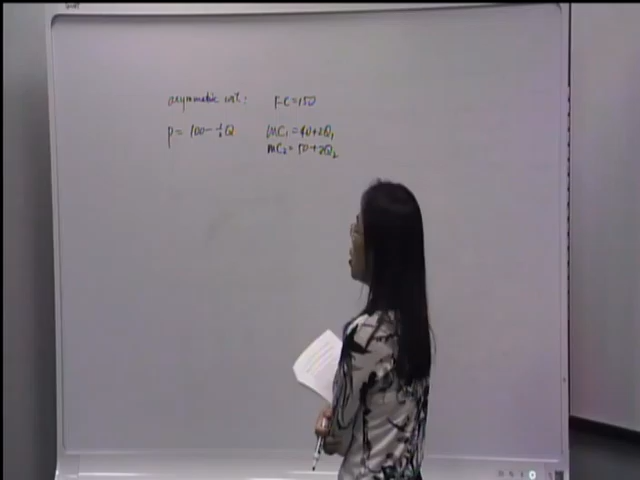 asymmetric cost: FC=150
P= 100-½Q MC₁ =40+2Q₁
MC₂= 50+2Q₂